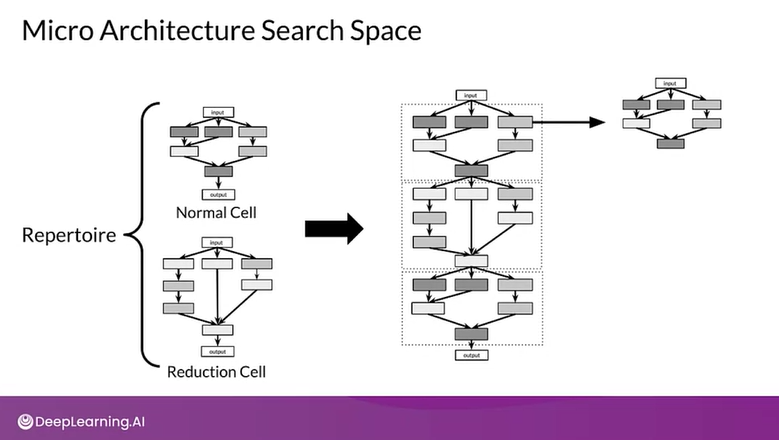 Micro Architecture Search Space
Repertoire
input
output
Normal Cell
input
output
Reduction Cell
input
output
input
DeepLearning.AI